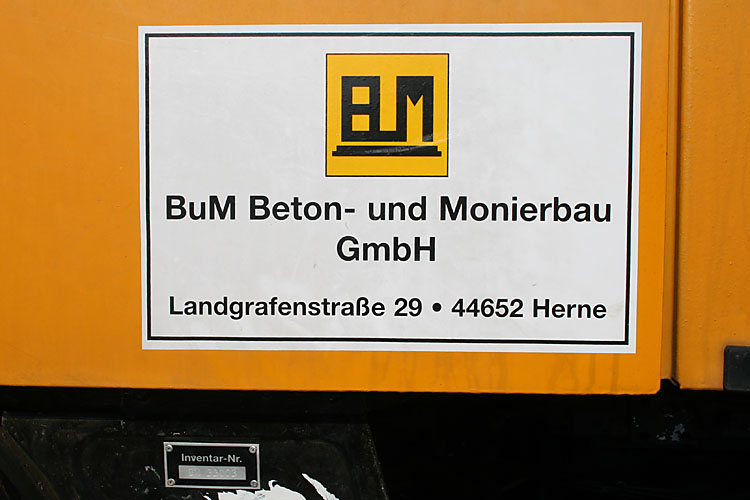 BUM
BuM Beton- und Monierbau
GmbH
Landgrafenstraße 29 • 44652 Herne
Inventar-Nr.